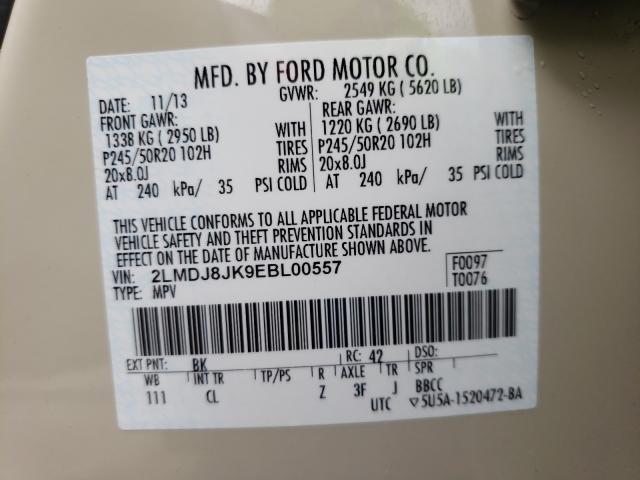 MFD. BY FORD MOTOR CO.
DATE: 11/13 GVWR: 2549 KG ( 5620 LB)
FRONT GAWR: REAR GAWR:
1338 KG ( 2950 LB) WITH 1220 KG ( 2690 LB) WITH
P245/50R20 102H TIRES P245/50R20 102H TIRES
20x8.0J RIMS 20x8.0J RIMS
AT 240 kPa/ 35 PSI COLD AT 240 kPa/ 35 PSI COLD
THIS VEHICLE CONFORMS TO ALL APPLICABLE FEDERAL MOTOR
VEHICLE SAFETY AND THEFT PREVENTION STANDARDS IN
EFFECT ON THE DATE OF MANUFACTURE SHOWN ABOVE.
VIN: 2LMDJ8JK9EBL00557 F0097
TYPE: MPV T0076
EXT PNT: BK RC: 42 DSO:
WB INT TR TP/PS R AXLE TR SPR
111 CL Z 3F J BBCC
UTC ▽5U5A-1520472-BA